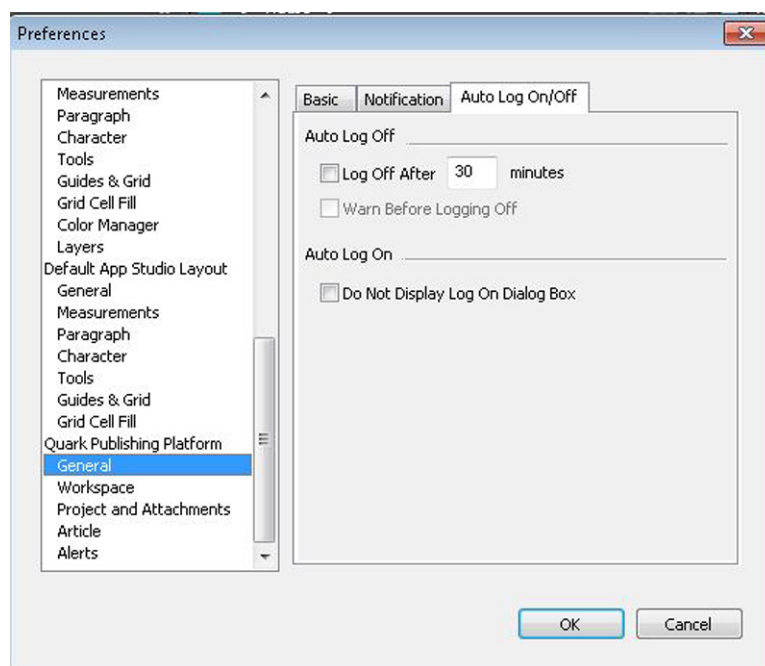 Preferences
Measurements
Paragraph
Character
Tools
Guides & Grid
Grid Cell Fill
Color Manager
Layers
Default App Studio Layout
General
Measurements
Paragraph
Character
Tools
Guides & Grid
Grid Cell Fill
Quark Publishing Platform
General
Workspace
Project and Attachments
Article
Alerts
Basic Notification Auto Log On/Off
Auto Log Off
Log Off After 30 minutes
Warn Before Logging Off
Auto Log On
Do Not Display Log On Dialog Box
OK Cancel